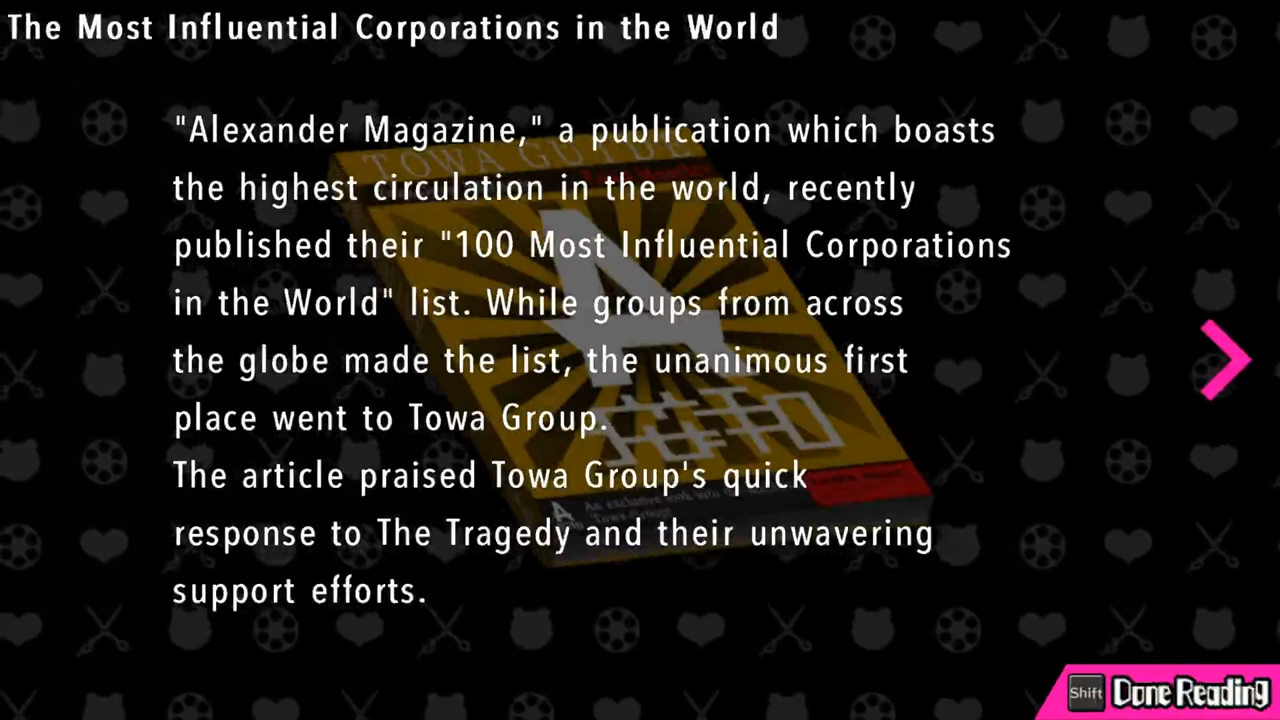 The Most Influential Corporations in the World
TOWA GUIDE
"Alexander Magazine," a publication which boasts
the highest circulation in the world, recently
published their "100 Most Influential Corporations
in the World" list. While groups from across
the globe made the list, the unanimous first
place went to Towa Group.
The article praised Towa Group's quick
response to The Tragedy and their unwavering
support efforts.
A
Shift Done Reading